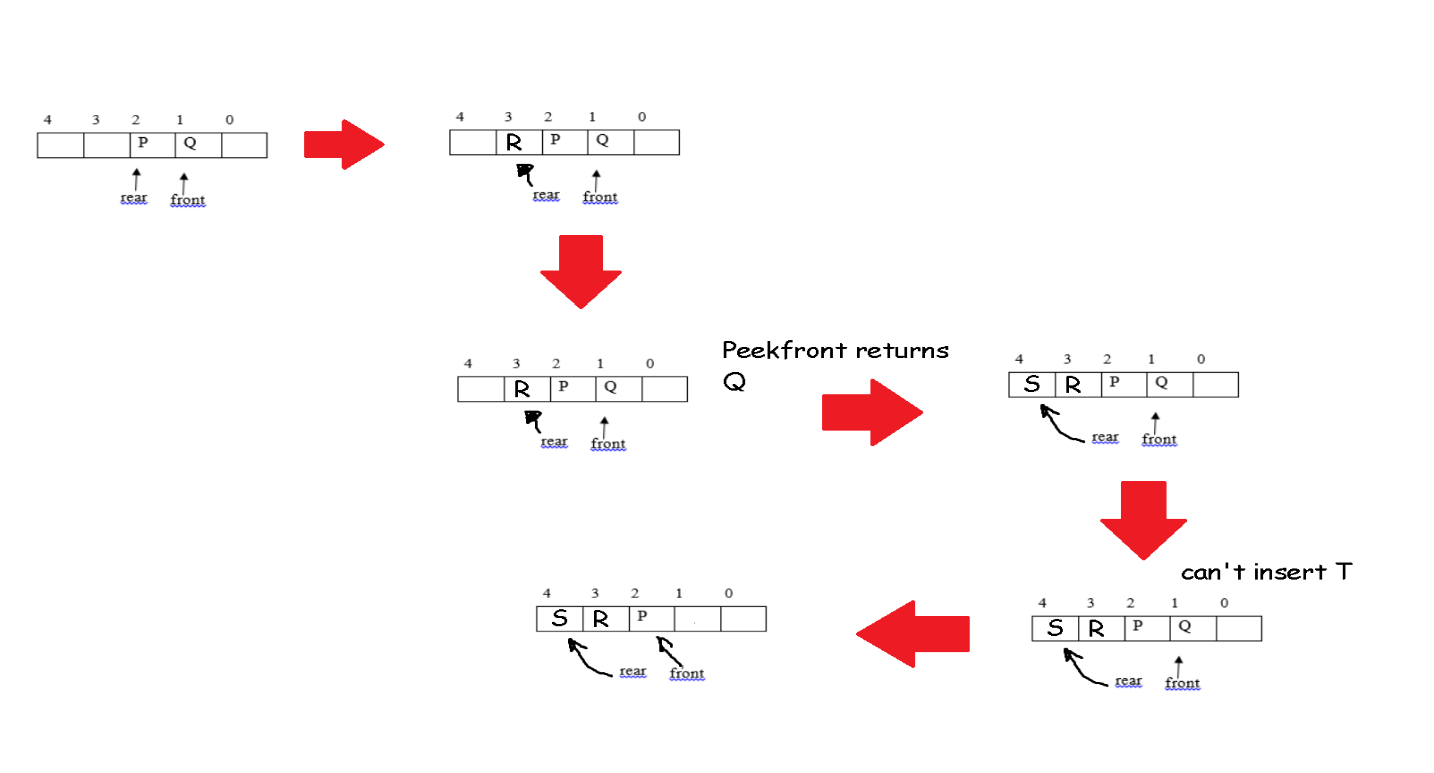 4 3 2 1 0
P Q
rear front
4 3 2 1 0
R P Q
rear front
4 3 2 1 0
R P Q
rear front
Peekfront returns
Q
4 3 2 1 0
S R P Q
rear front
can't insert T
4 3 2 1 0
S R P Q
rear front
4 3 2 1 0
S R P
rear front